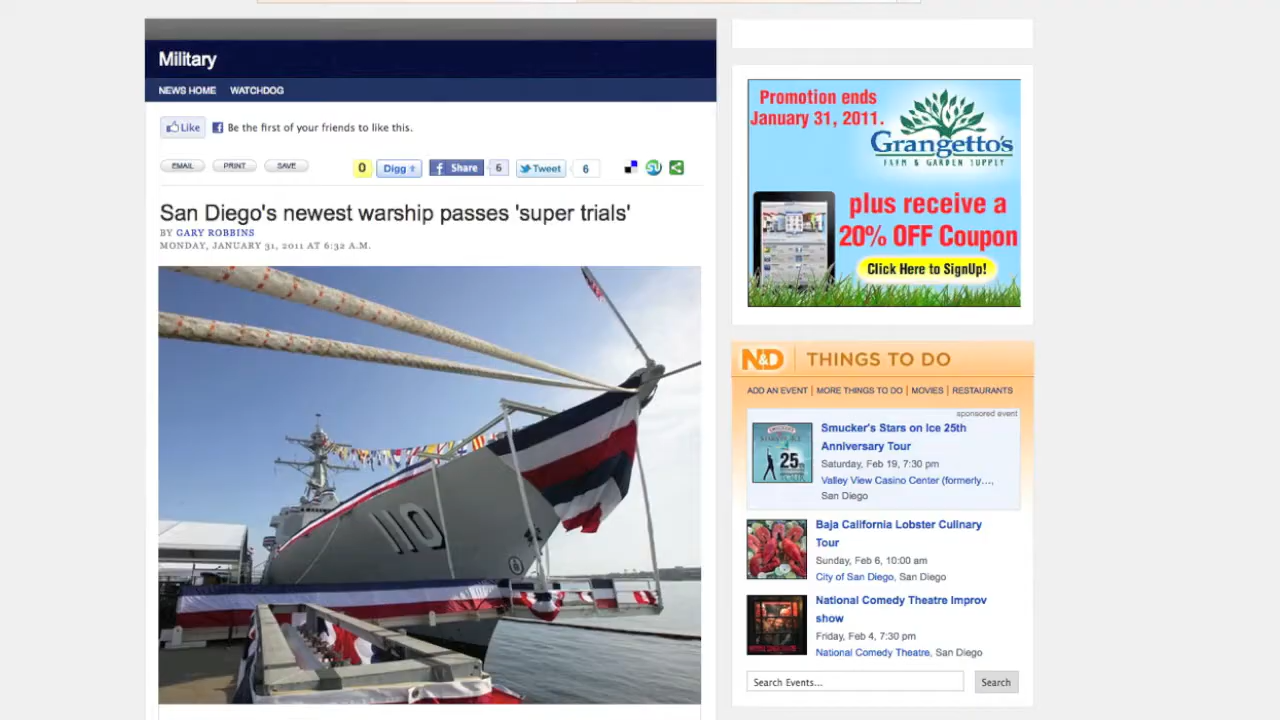 Military
NEWS HOME WATCHDOG
Like Be the first of your friends to like this.
EMAIL PRINT SAVE 0 Digg Share 6 Tweet 6
San Diego's newest warship passes 'super trials'
BY GARY ROBBINS
MONDAY, JANUARY 31, 2011 AT 6:32 A.M.
110
Promotion ends
January 31, 2011.
Grangetto's
FARM & GARDEN SUPPLY
plus receive a
20% OFF Coupon
Click Here to SignUp!
N&D THINGS TO DO
ADD AN EVENT | MORE THINGS TO DO | MOVIES | RESTAURANTS
sponsored event
25
Smucker's Stars on Ice 25th
Anniversary Tour
Saturday, Feb 19, 7:30 pm
Valley View Casino Center (formerly…,
San Diego
Baja California Lobster Culinary
Tour
Sunday, Feb 6, 10:00 am
City of San Diego, San Diego
National Comedy Theatre Improv
show
Friday, Feb 4, 7:30 pm
National Comedy Theatre, San Diego
Search Events... Search